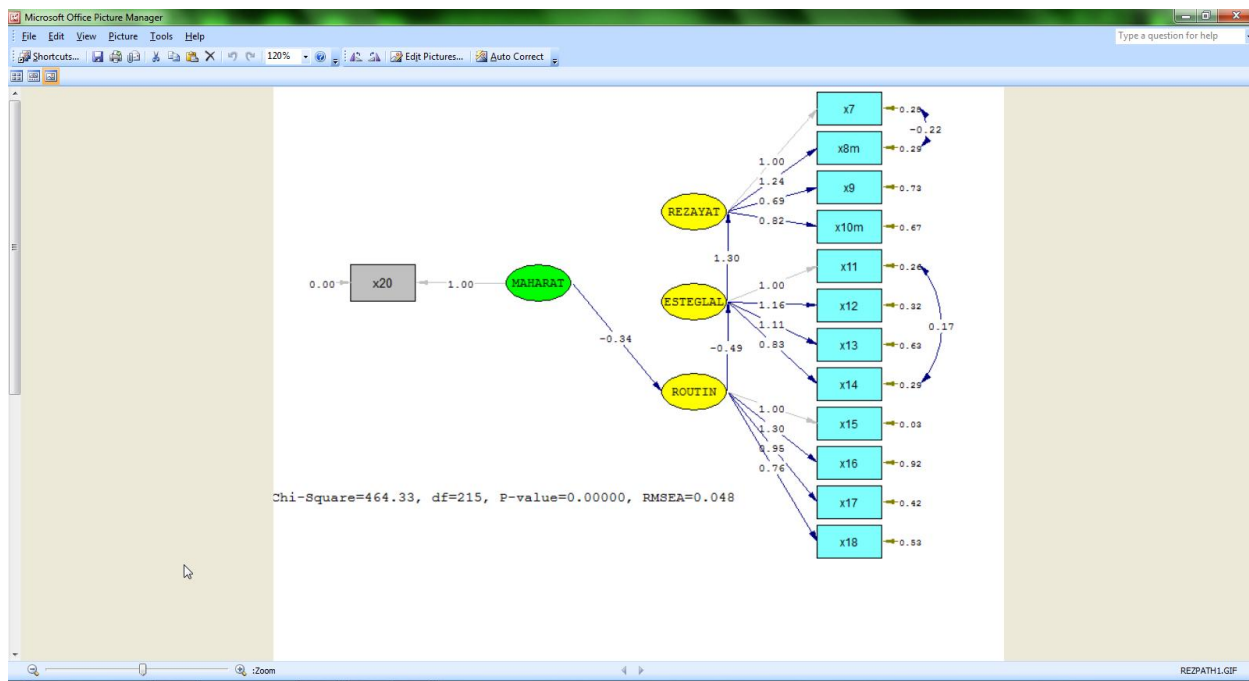 Microsoft Office Picture Manager
File Edit View Picture Tools Help
Type a question for help
Shortcuts... 120% Edit Pictures... Auto Correct
x7
0.28
-0.22
x8m
0.29
1.00
1.24
x9
0.73
0.69
REZAYAT
0.82
x10m
0.67
1.30
x11
0.26
0.00
x20
1.00
MAHARAT
1.00
ESTEGLAL
1.16
x12
0.32
1.11
0.17
-0.34
-0.49
0.83
x13
0.63
x14
0.29
ROUTIN
1.00
x15
0.03
1.30
0.95
x16
0.92
0.76
Chi-Square=464.33, df=215, P-value=0.00000, RMSEA=0.048
x17
0.42
x18
0.53
:Zoom
REZPATH1.GIF